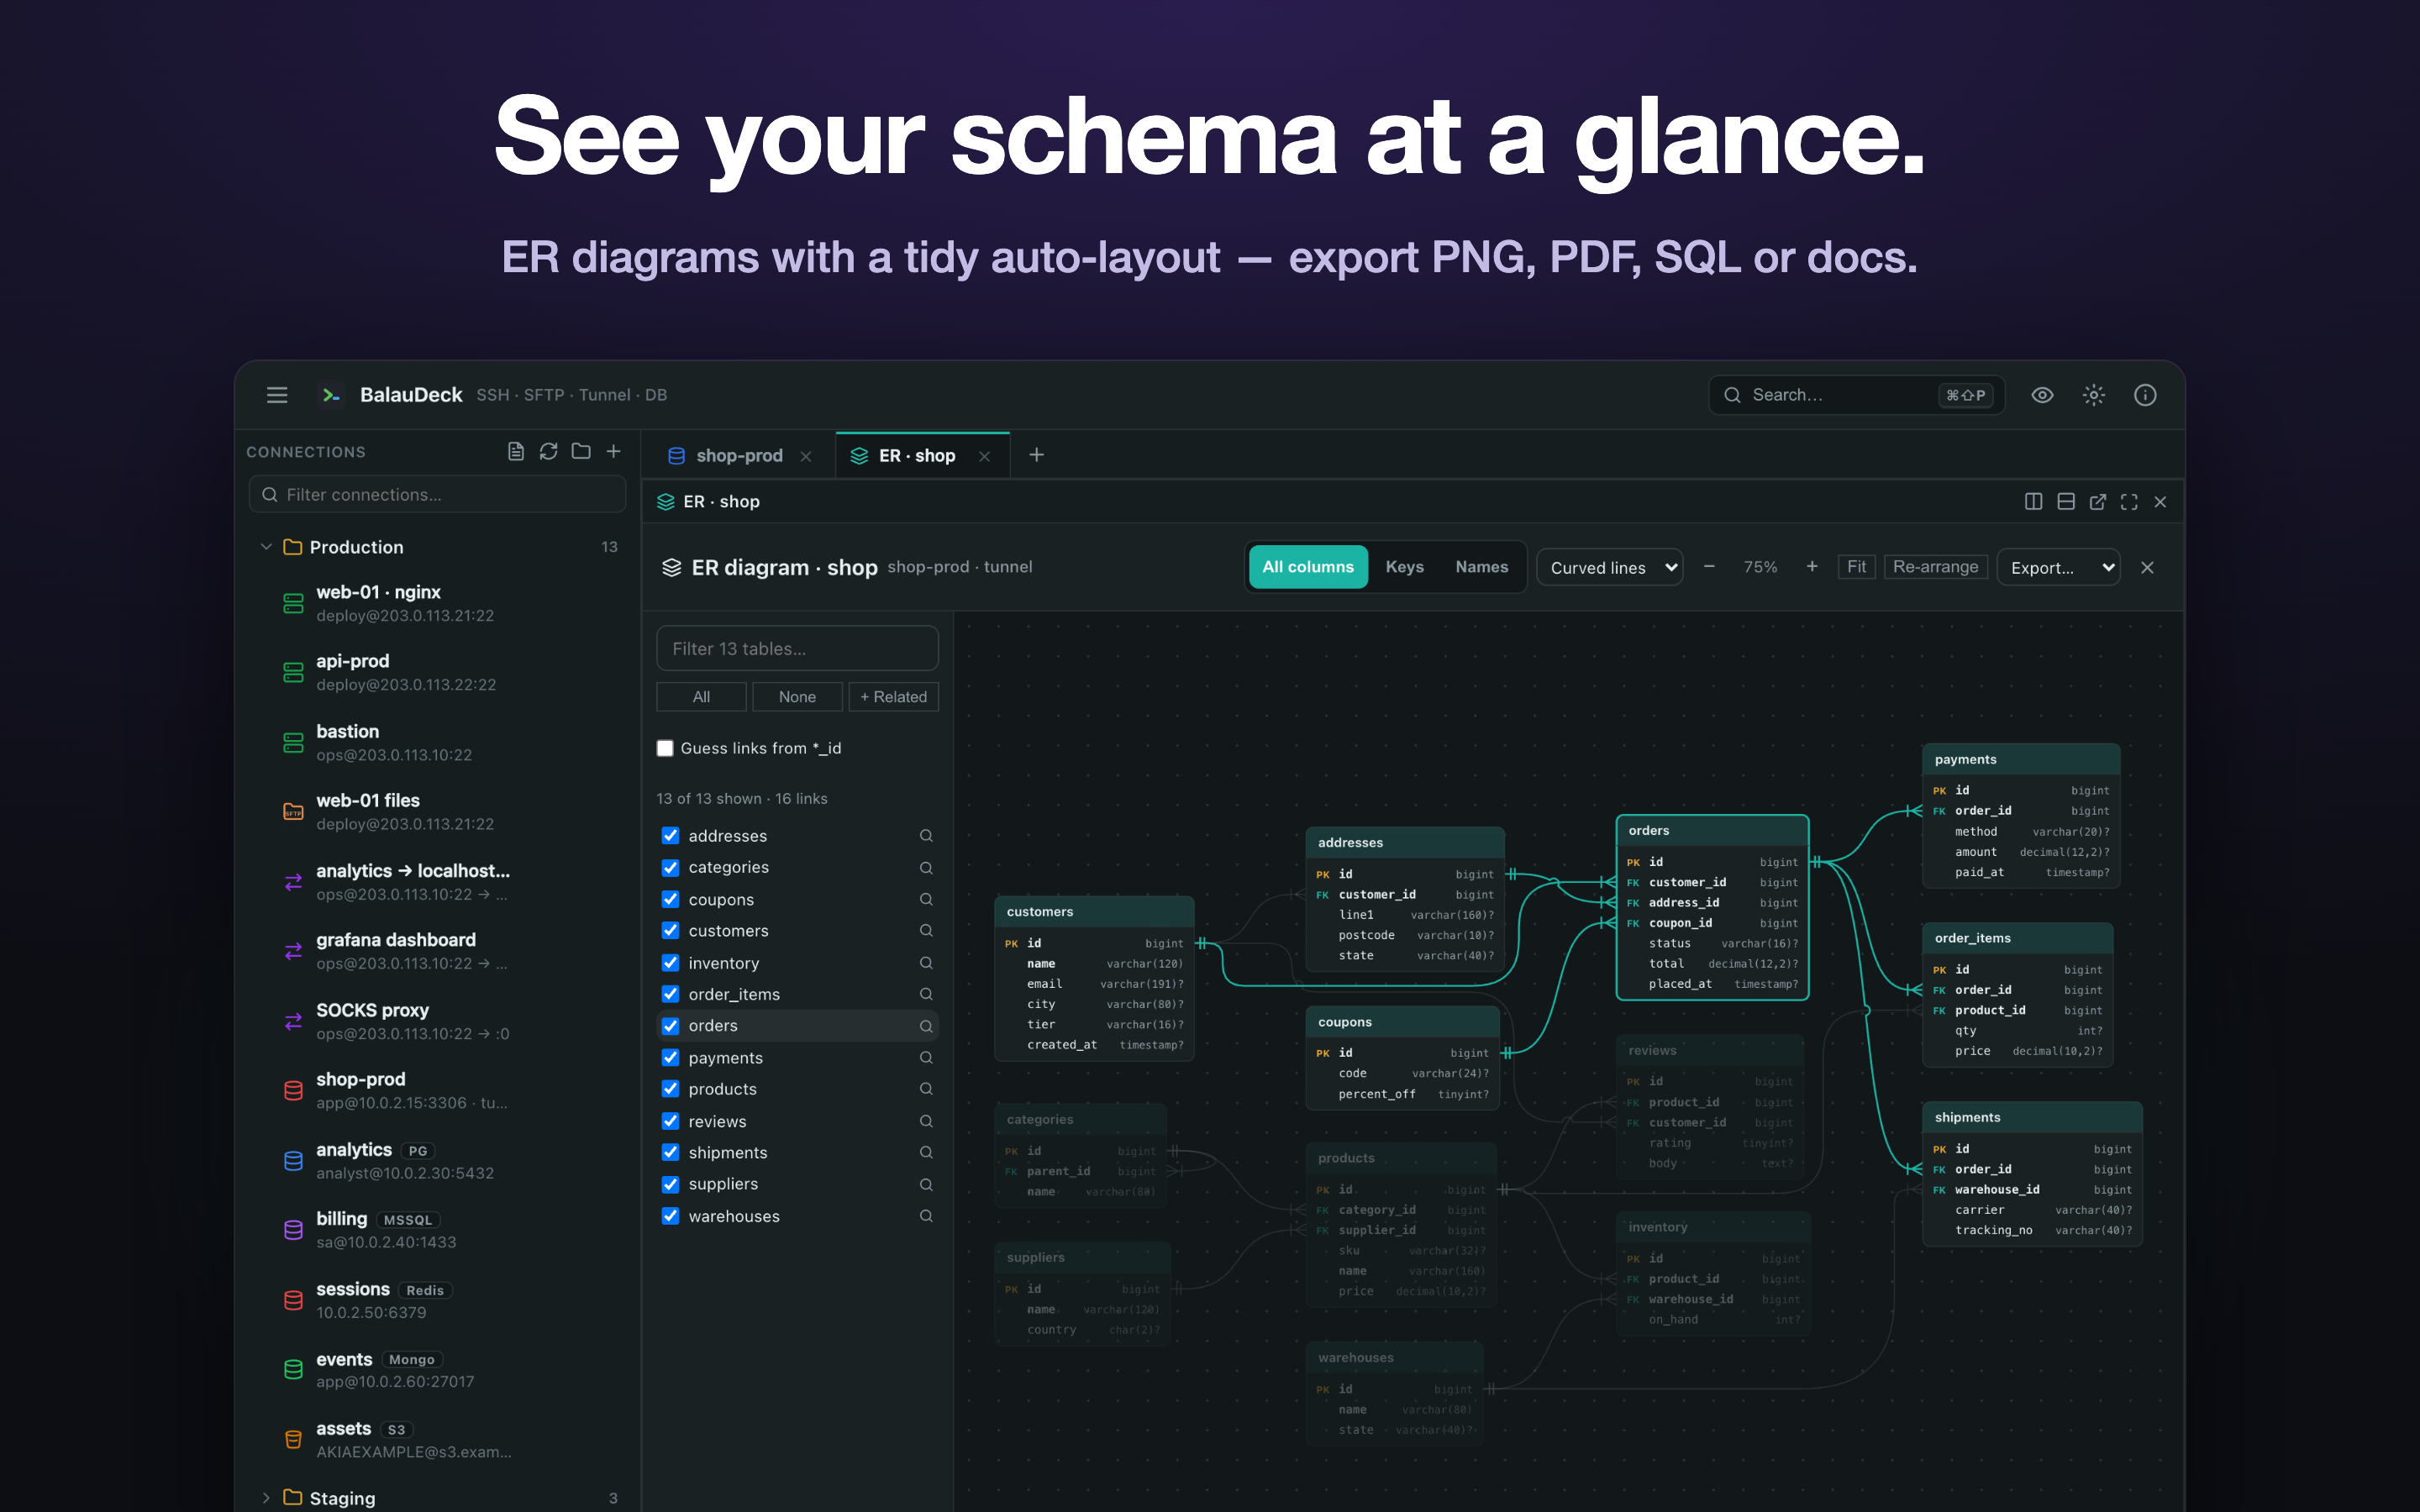 See your schema at a glance.
ER diagrams with a tidy auto-layout — export PNG, PDF, SQL or docs.
BalauDeck SSH · SFTP · Tunnel · DB
Search... ⌘⇧P
CONNECTIONS
Filter connections...
Production 13
web-01 · nginx
deploy@203.0.113.21:22
api-prod
deploy@203.0.113.22:22
bastion
ops@203.0.113.10:22
SFTP
web-01 files
deploy@203.0.113.21:22
analytics → localhost...
ops@203.0.113.10:22 → ...
grafana dashboard
ops@203.0.113.10:22 → ...
SOCKS proxy
ops@203.0.113.10:22 → :0
shop-prod
app@10.0.2.15:3306 · tu...
analytics PG
analyst@10.0.2.30:5432
billing MSSQL
sa@10.0.2.40:1433
sessions Redis
10.0.2.50:6379
events Mongo
app@10.0.2.60:27017
assets S3
AKIAEXAMPLE@s3.exam...
Staging 3
shop-prod
ER · shop
ER · shop
ER diagram · shop shop-prod · tunnel
All columns Keys Names
Curved lines
− 75% +
Fit
Re-arrange
Export...
Filter 13 tables...
All None + Related
Guess links from *_id
13 of 13 shown · 16 links
addresses
categories
coupons
customers
inventory
order_items
orders
payments
products
reviews
shipments
suppliers
warehouses
customers
PK id bigint
name varchar(120)
email varchar(191)?
city varchar(80)?
tier varchar(16)?
created_at timestamp?
categories
PK id bigint
FK parent_id bigint
name varchar(80)
suppliers
PK id bigint
name varchar(120)
country char(2)?
addresses
PK id bigint
FK customer_id bigint
line1 varchar(160)?
postcode varchar(10)?
state varchar(40)?
coupons
PK id bigint
code varchar(24)?
percent_off tinyint?
products
PK id bigint
FK category_id bigint
FK supplier_id bigint
sku varchar(32)?
name varchar(160)
price decimal(10,2)?
warehouses
PK id bigint
name varchar(80)
state varchar(40)?
orders
PK id bigint
FK customer_id bigint
FK address_id bigint
FK coupon_id bigint
status varchar(16)?
total decimal(12,2)?
placed_at timestamp?
reviews
PK id bigint
FK product_id bigint
FK customer_id bigint
rating tinyint?
body text?
inventory
PK id bigint
FK product_id bigint
FK warehouse_id bigint
on_hand int?
payments
PK id bigint
FK order_id bigint
method varchar(20)?
amount decimal(12,2)?
paid_at timestamp?
order_items
PK id bigint
FK order_id bigint
FK product_id bigint
qty int?
price decimal(10,2)?
shipments
PK id bigint
FK order_id bigint
FK warehouse_id bigint
carrier varchar(40)?
tracking_no varchar(40)?